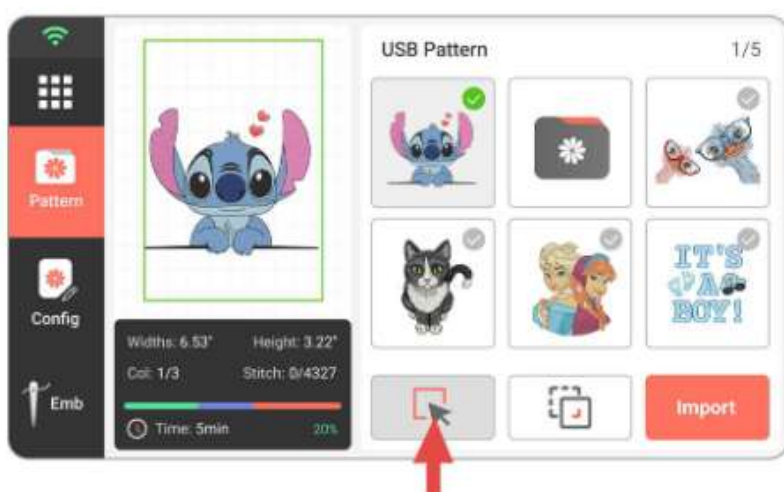 USB Pattern 1/5
Pattern
Config
Emb
Widths: 6.53" Height: 3.22"
Col: 1/3 Stitch: 0/4327
Time: 5min 20%
IT'S
A
BOY!
Import